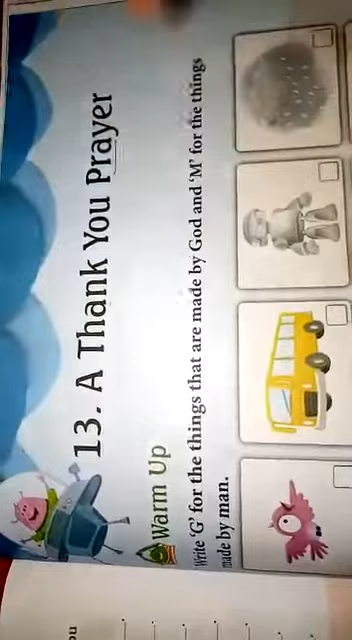 13. A Thank You Prayer
Warm Up
Write 'G' for the things that are made by God and 'M' for the things
made by man.
ou